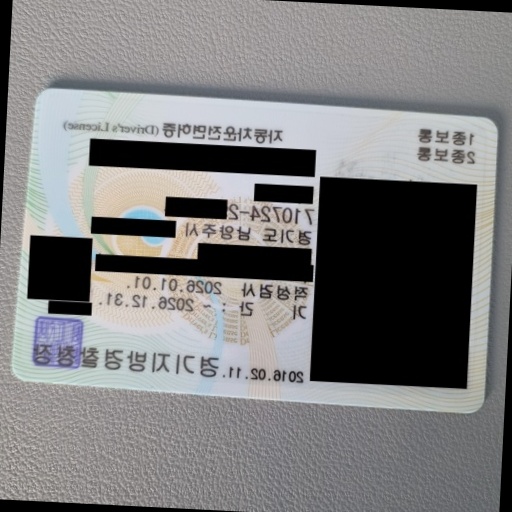 1종보통
2종보통
자동차운전면허증 (Driver's License)
710724-2
경기도 남양주시
적성검사 2026.01.01.
기 간 : ~ 2026.12.31.
2016.02.11. 경기지방경찰청장